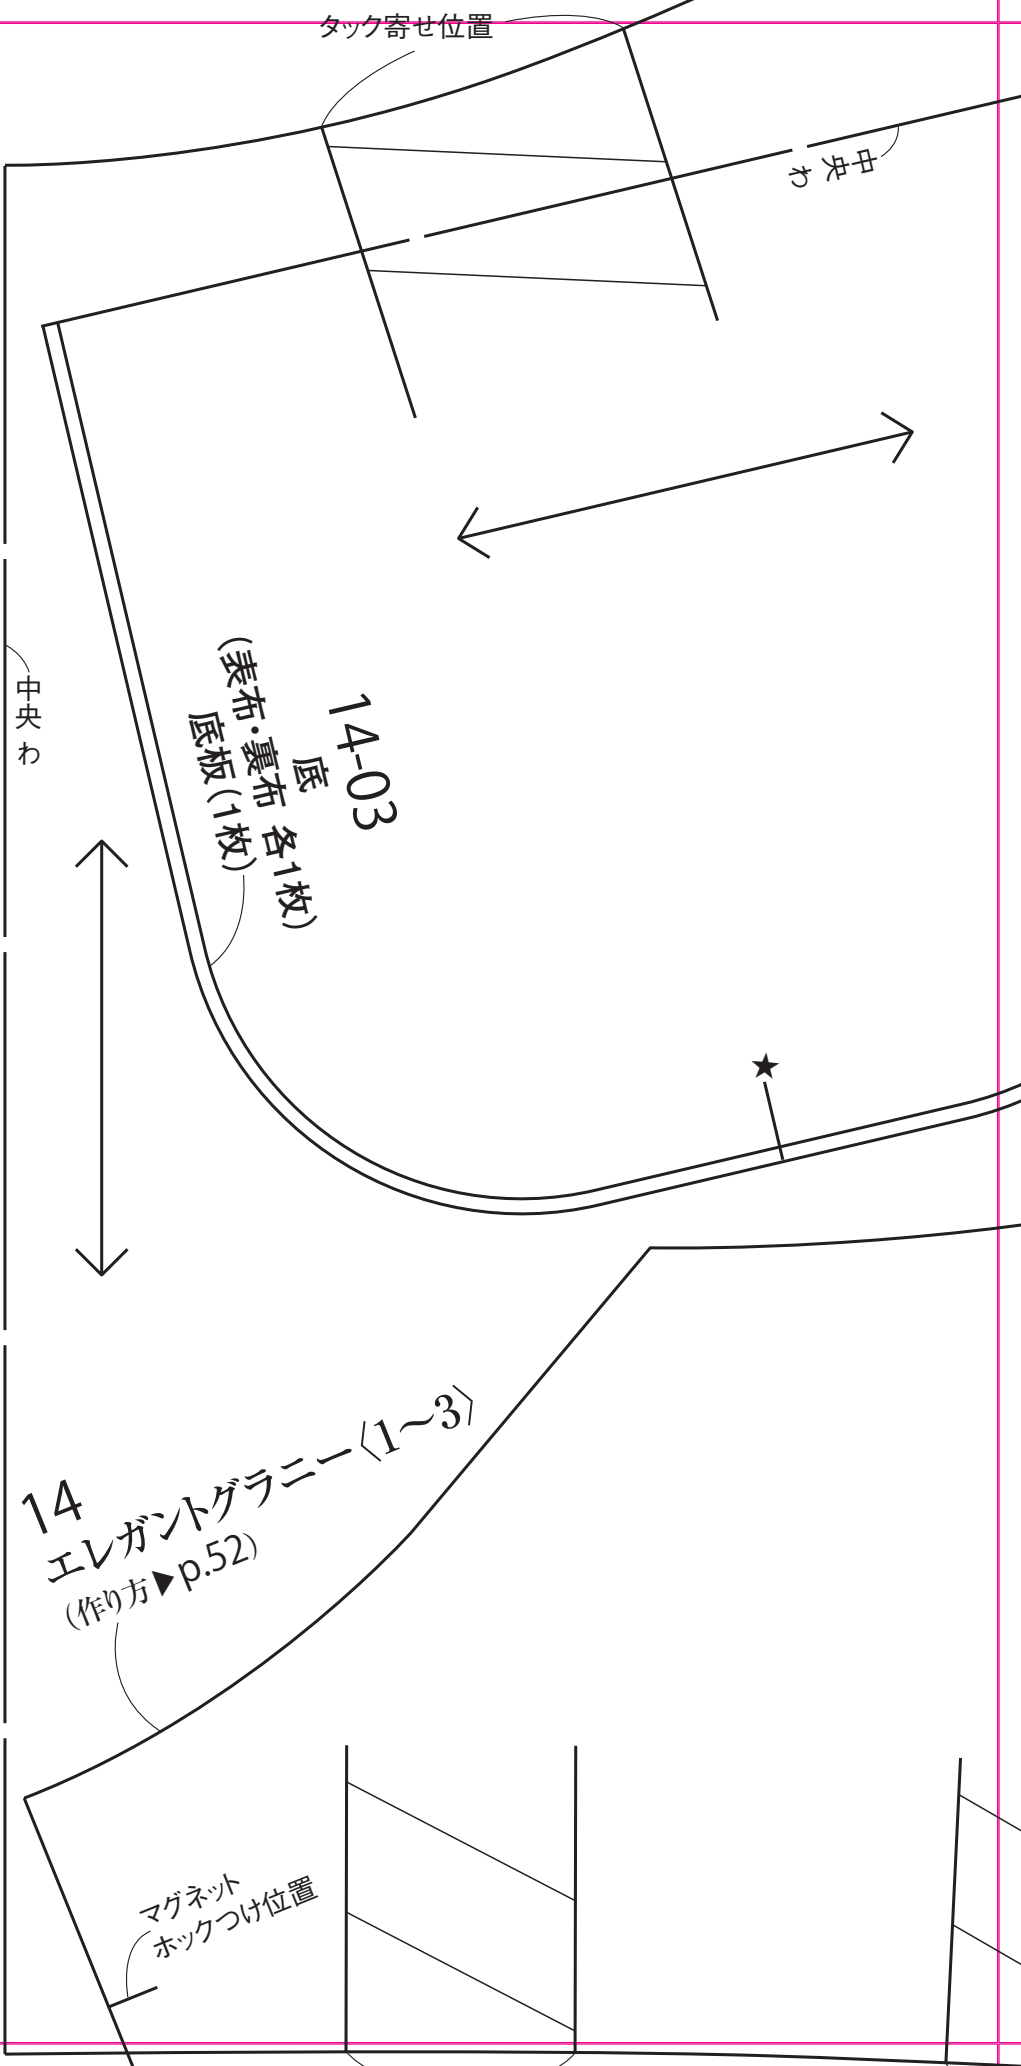 タック寄せ位置
中央 わ
中央 わ
14-03
底
(表布・裏布 各1枚)
底板(1枚)
★
14
エレガントグラニー〈1〜3〉
(作り方▶p.52)
マグネット
ホックつけ位置